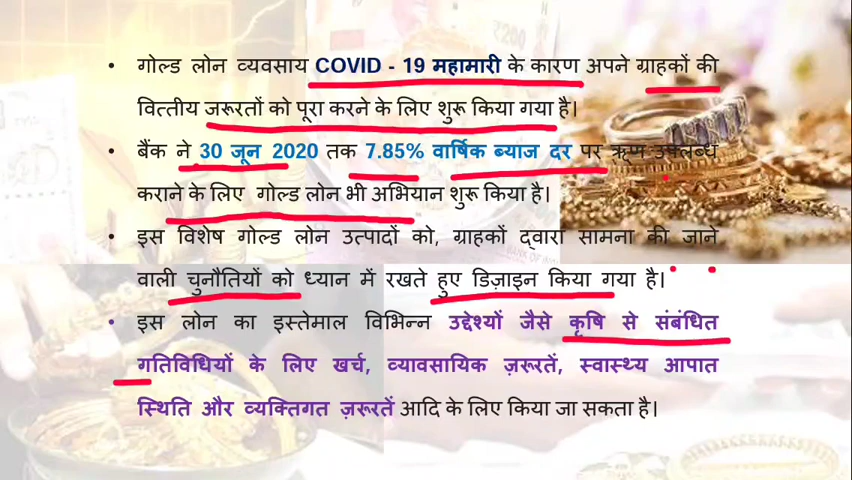 • गोल्ड लोन व्यवसाय COVID - 19 महामारी के कारण अपने ग्राहकों की
वित्तीय जरूरतों को पूरा करने के लिए शुरू किया गया है।
• बैंक ने 30 जून 2020 तक 7.85% वार्षिक ब्याज दर पर ऋण उपलब्ध
कराने के लिए गोल्ड लोन भी अभियान शुरू किया है।
• इस विशेष गोल्ड लोन उत्पादों को, ग्राहकों द्वारा सामना की जाने
वाली चुनौतियों को ध्यान में रखते हुए डिज़ाइन किया गया है।
• इस लोन का इस्तेमाल विभिन्न उद्देश्यों जैसे कृषि से संबंधित
गतिविधियों के लिए खर्च, व्यावसायिक ज़रूरतें, स्वास्थ्य आपात
स्थिति और व्यक्तिगत ज़रूरतें आदि के लिए किया जा सकता है।